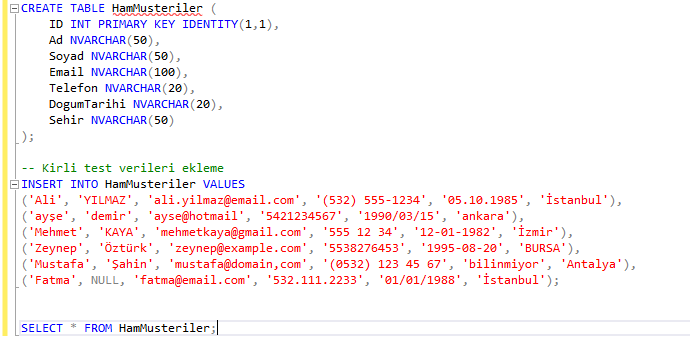 CREATE TABLE HamMusteriler (
    ID INT PRIMARY KEY IDENTITY(1,1),
    Ad NVARCHAR(50),
    Soyad NVARCHAR(50),
    Email NVARCHAR(100),
    Telefon NVARCHAR(20),
    DogumTarihi NVARCHAR(20),
    Sehir NVARCHAR(50)
);
-- Kirli test verileri ekleme
INSERT INTO HamMusteriler VALUES
('Ali', 'YILMAZ', 'ali.yilmaz@email.com', '(532) 555-1234', '05.10.1985', 'İstanbul'),
('ayşe', 'demir', 'ayse@hotmail', '5421234567', '1990/03/15', 'ankara'),
('Mehmet', 'KAYA', 'mehmetkaya@gmail.com', '555 12 34', '12-01-1982', 'İzmir'),
('Zeynep', 'Öztürk', 'zeynep@example.com', '5538276453', '1995-08-20', 'BURSA'),
('Mustafa', 'Şahin', 'mustafa@domain,com', '(0532) 123 45 67', 'bilinmiyor', 'Antalya'),
('Fatma', NULL, 'fatma@email.com', '532.111.2233', '01/01/1988', 'İstanbul');
SELECT * FROM HamMusteriler;